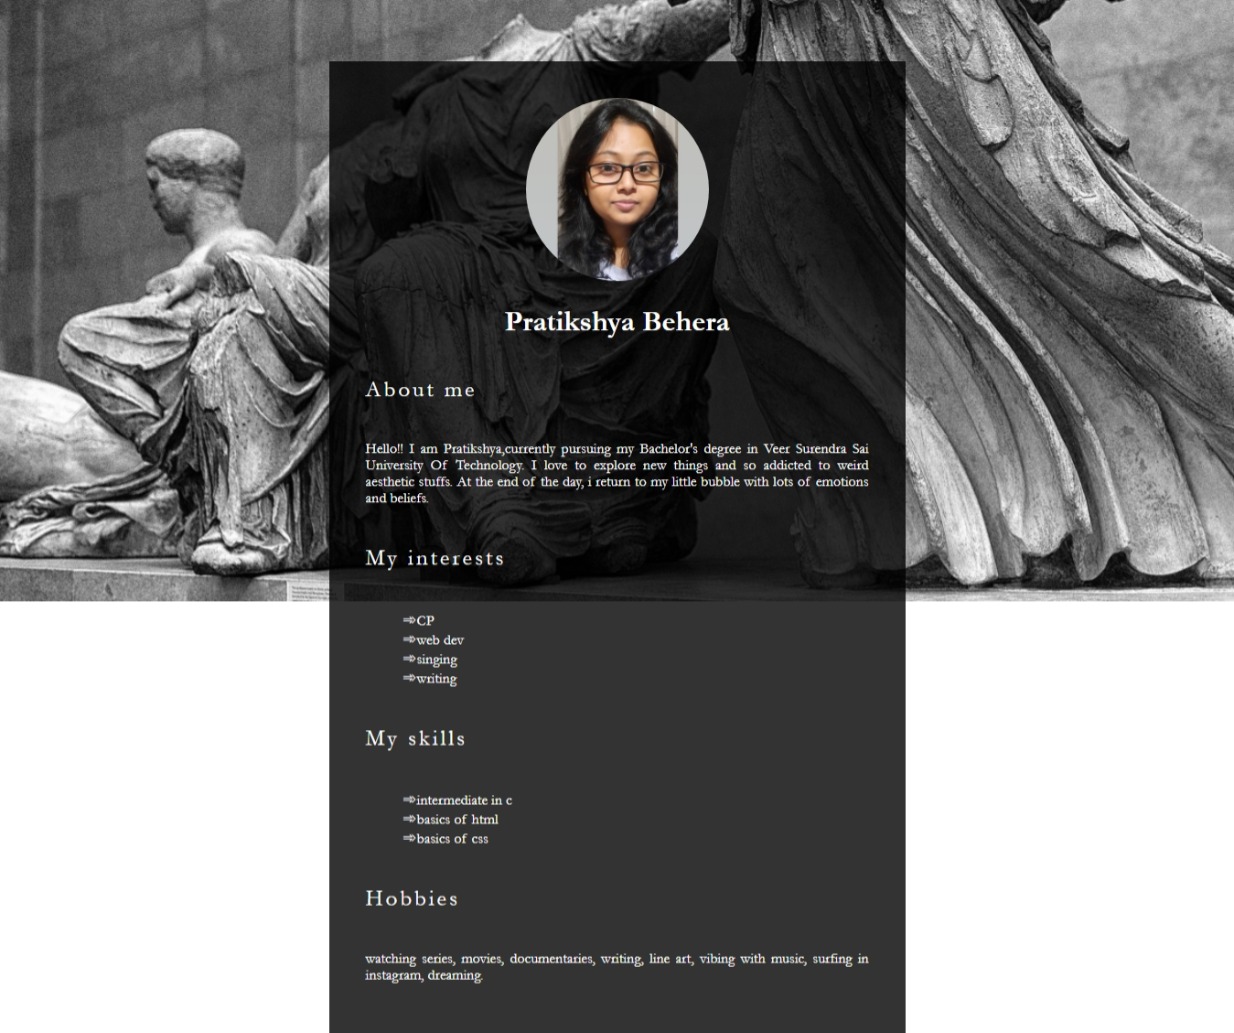 Pratikshya Behera
About me
Hello!! I am Pratikshya,currently pursuing my Bachelor's degree in Veer Surendra Sai
University Of Technology. I love to explore new things and so addicted to weird
aesthetic stuffs. At the end of the day, i return to my little bubble with lots of emotions
and beliefs.
My interests
⇒CP
⇒web dev
⇒singing
⇒writing
My skills
⇒intermediate in c
⇒basics of html
⇒basics of css
Hobbies
watching series, movies, documentaries, writing, line art, vibing with music, surfing in
instagram, dreaming.